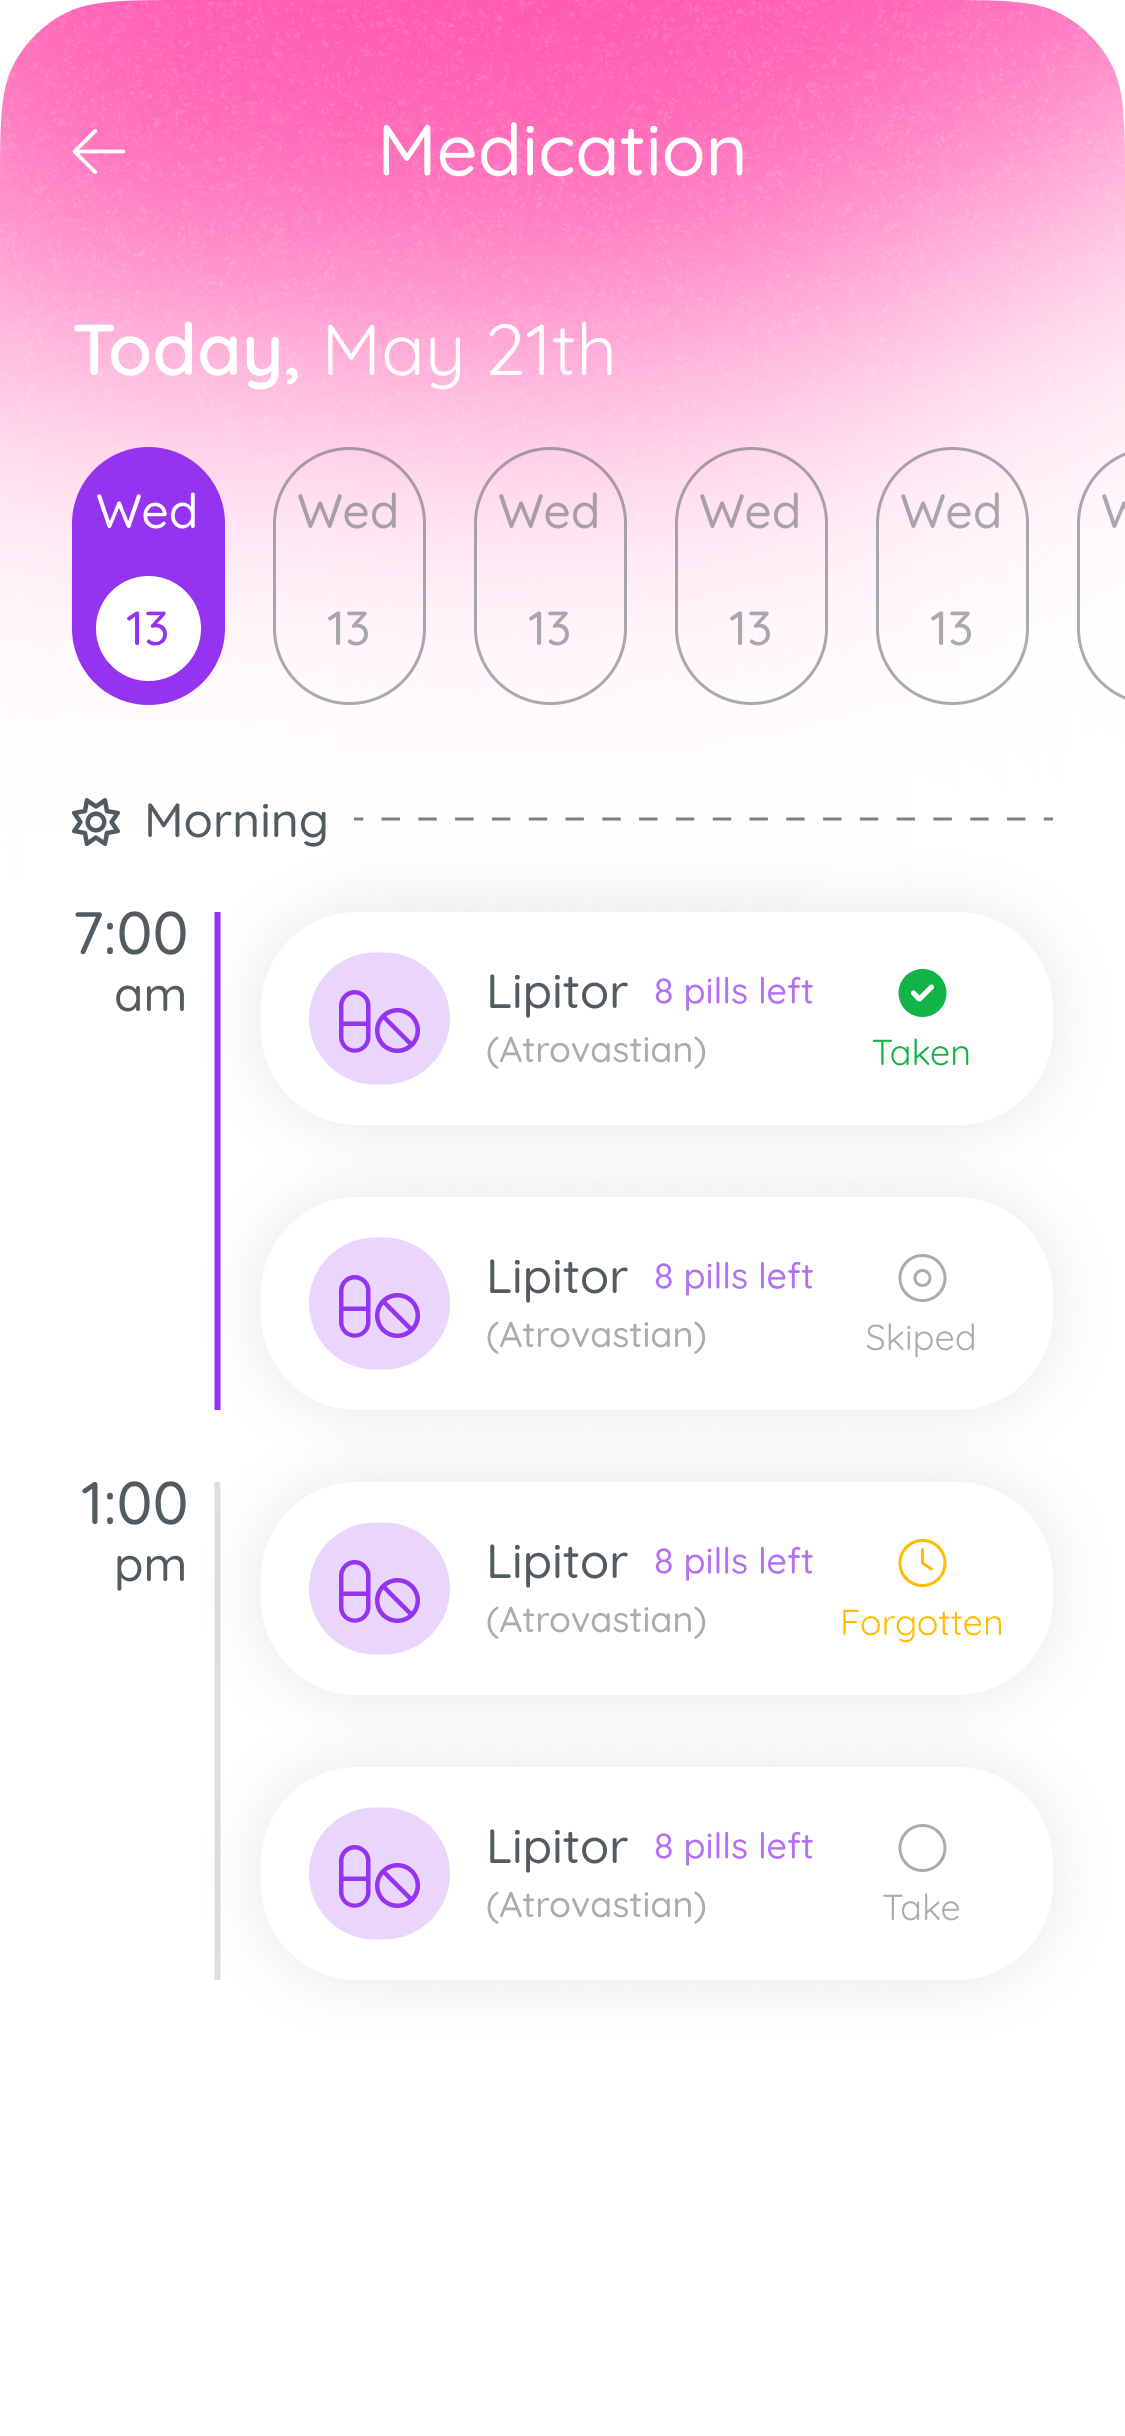 Medication
Today, May 21th
Wed Wed Wed Wed Wed
13 13 13 13 13
Morning
7:00
am
Lipitor 8 pills left
(Atrovastian)
Taken
Lipitor 8 pills left
(Atrovastian)
Skiped
1:00
pm
Lipitor 8 pills left
(Atrovastian)
Forgotten
Lipitor 8 pills left
(Atrovastian)
Take